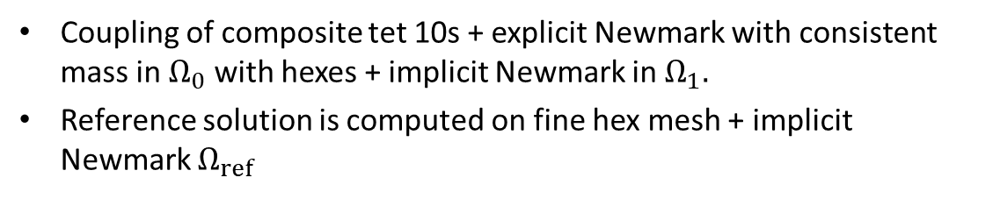 • Coupling of composite tet 10s + explicit Newmark with consistent
mass in Ω₀ with hexes + implicit Newmark in Ω₁.
• Reference solution is computed on fine hex mesh + implicit
Newmark Ω_ref